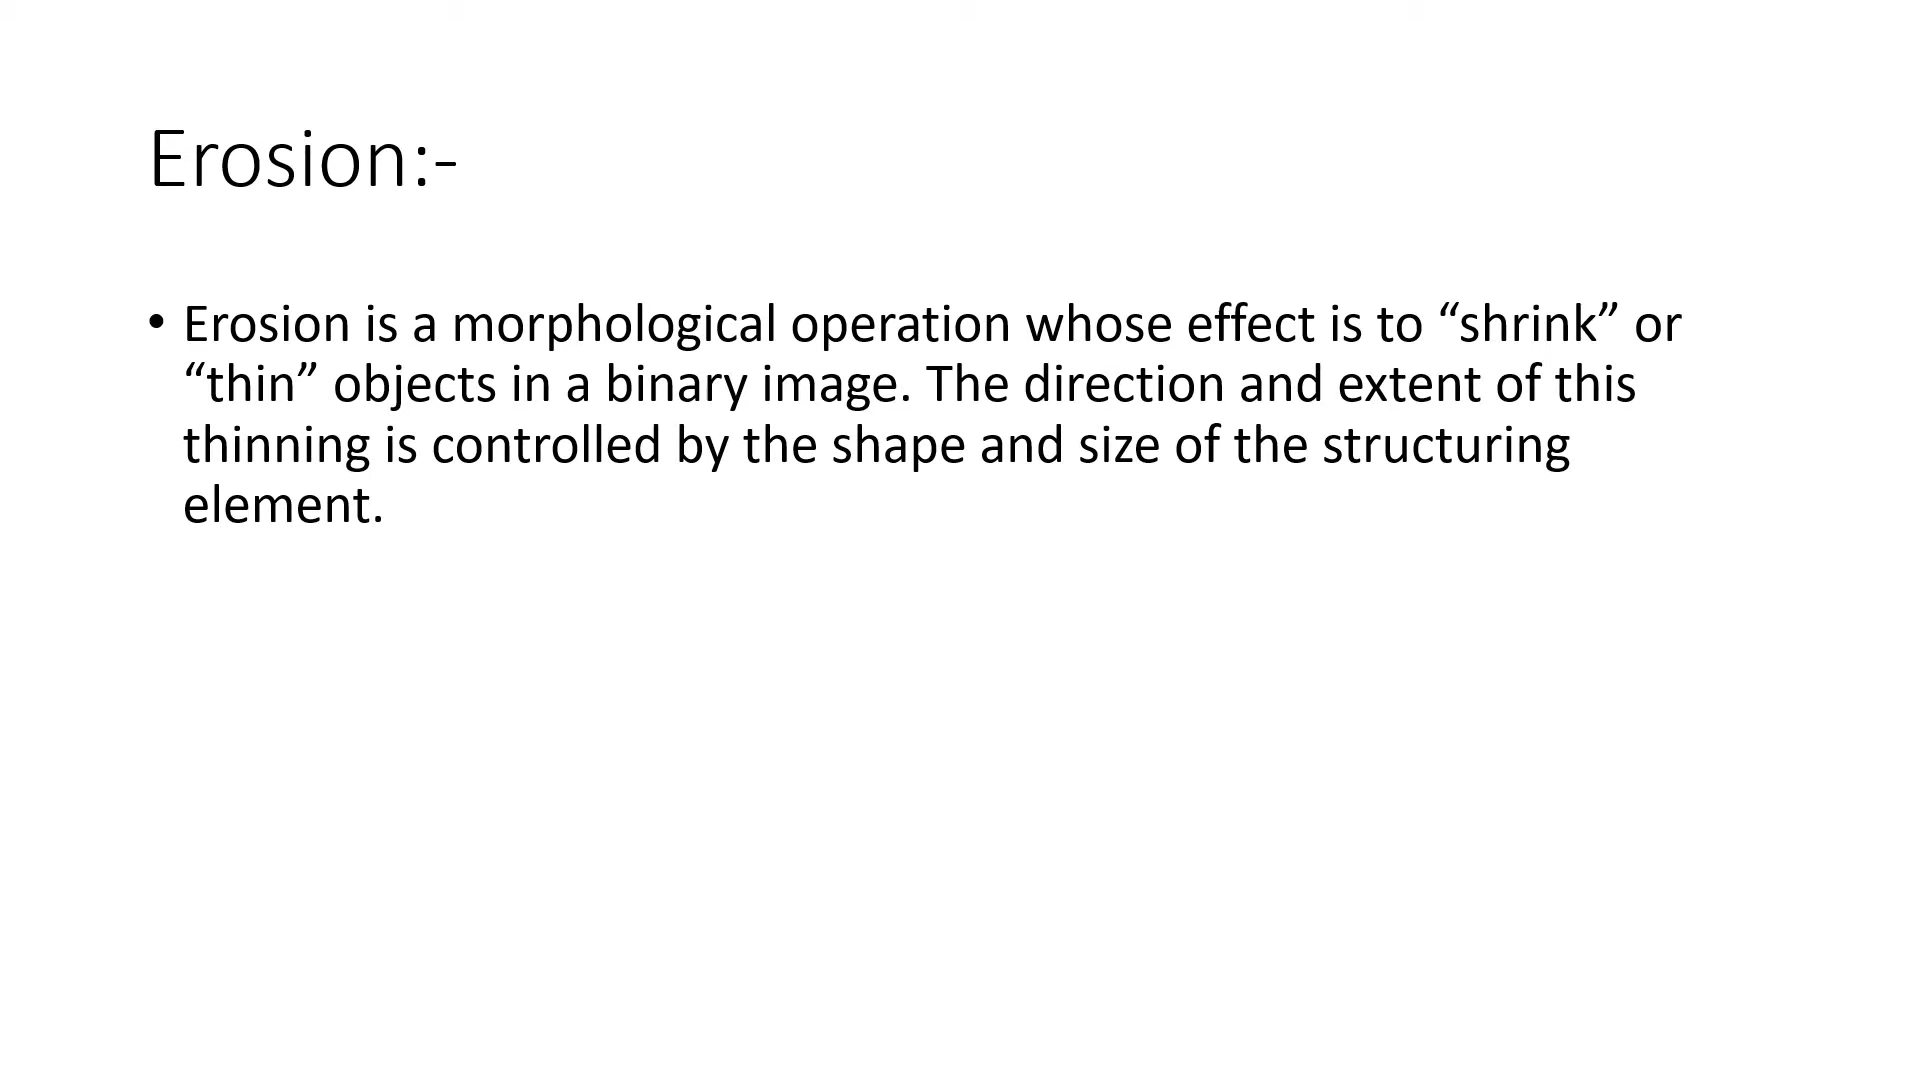 Erosion:-
• Erosion is a morphological operation whose effect is to “shrink” or
“thin” objects in a binary image. The direction and extent of this
thinning is controlled by the shape and size of the structuring
element.